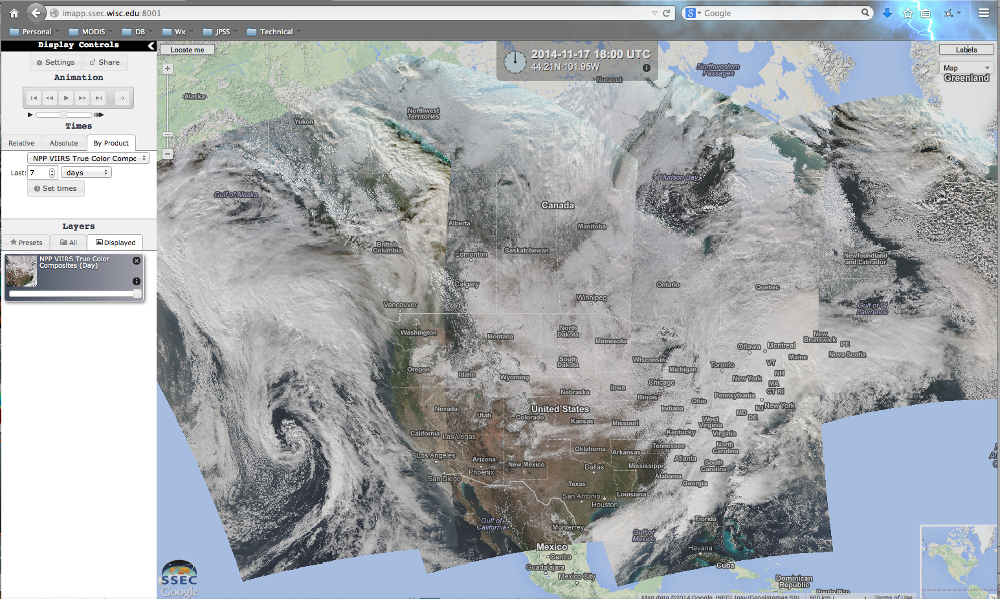 imapp.ssec.wisc.edu:8001
Google
Personal
MODIS
DB
Wx
JPSS
Technical
Display Controls
Settings
Share
Animation
Times
Relative
Absolute
By Product
NPP VIIRS True Color Compo
Last: 7 days
Set times
Layers
Presets
All
Displayed
NPP VIIRS True Color
Composites (Day)
Locate me
2014-11-17 18:00 UTC
44.21N 101.95W
Labels
Map
Greenland
Northwestern
Passages
Nunavut
Alaska
Yukon
Northwest
Territories
Gulf of Alaska
Hudson Bay
Canada
Alberta
Manitoba
British
Columbia
Edmonton
Saskatchewan
Newfoundland
and Labrador
Calgary
Ontario
Quebec
Vancouver
Winnipeg
Gulf of St
Lawrence
Washington
Montana
North
Dakota
Minnesota
New
Brunswick
PE
Ottawa
Montreal
Maine
Nova Scotia
Oregon
Idaho
Wyoming
South
Dakota
Wisconsin
Michigan
Toronto
VT
NH
New York
MA
CT RI
Nebraska
Iowa
Chicago
Illinois
Pennsylvania
Nevada
Utah
United States
Colorado
Kansas
Missouri
Indiana
Ohio
NJ
New York
MD
DE
West
Virginia
Kentucky
Virginia
California
Las Vegas
Los Angeles
Arizona
Phoenix
New Mexico
Oklahoma
Arkansas
Tennessee
North
Carolina
San Diego
Dallas
Mississippi
Atlanta
South
Carolina
Alabama
Georgia
Texas
San Antonio
Houston
Louisiana
Gulf of
California
Monterrey
Gulf of
Mexico
Florida
Mexico
Centro
Havana
Cuba
Guadalajara
Mexico City
Dominican
Republic
Puerto Rico
SSEC
Google
Map data ©2014 Google, INEGI, Inav/Geosistemas SRL
500 km
Terms of Use